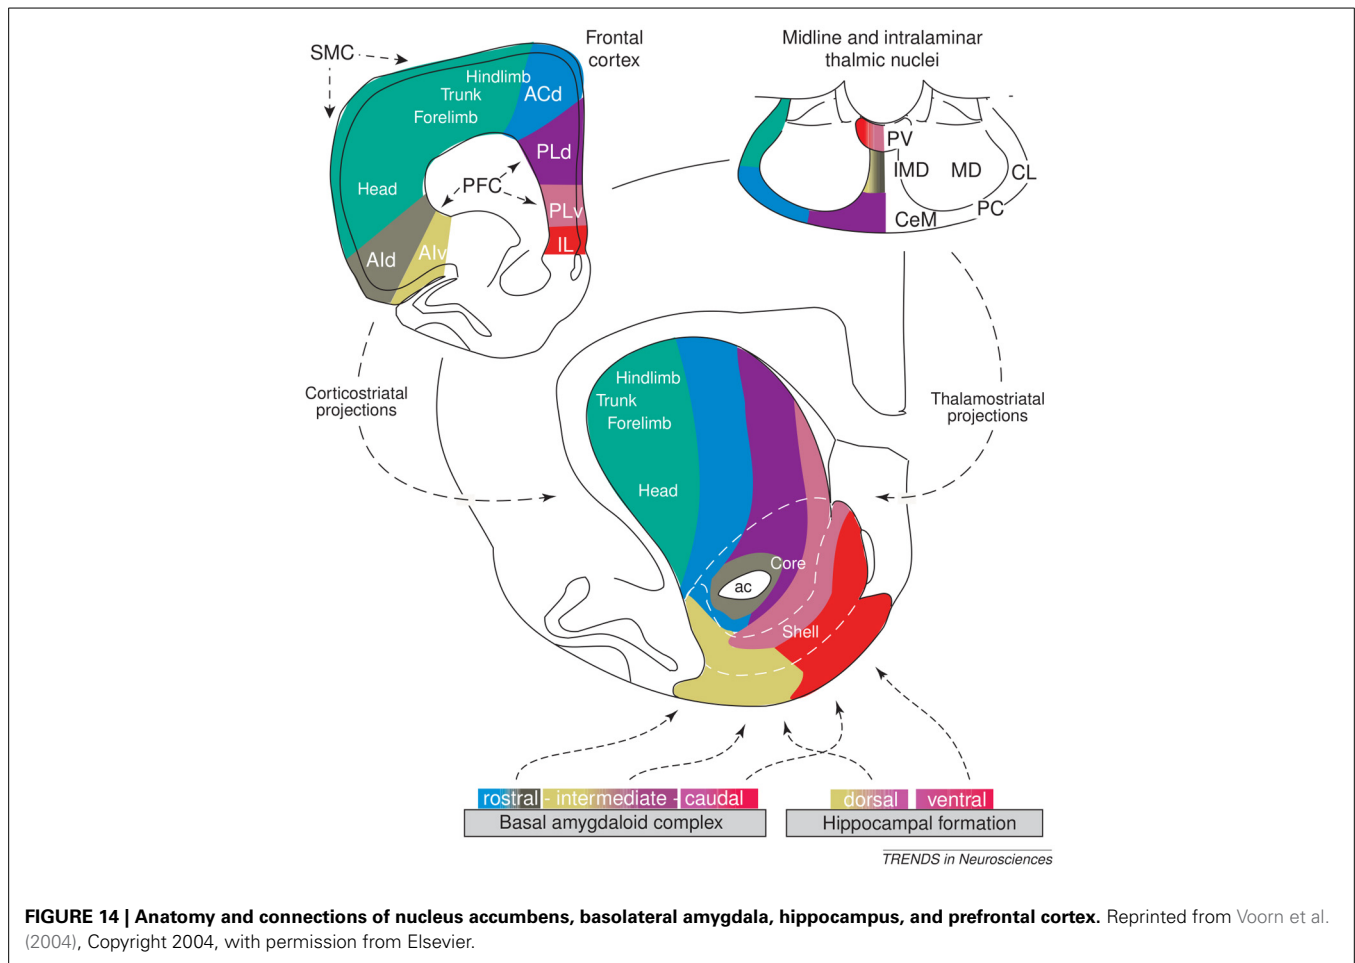 SMC
Frontal
cortex
Hindlimb
Trunk
Forelimb
ACd
PLd
Head
PFC
PLv
AId
AIv
IL
Midline and intralaminar
thalmic nuclei
PV
IMD
MD
CL
PC
CeM
Corticostriatal
projections
Thalamostriatal
projections
Hindlimb
Trunk
Forelimb
Head
Core
ac
Shell
rostral - intermediate - caudal
Basal amygdaloid complex
dorsal ventral
Hippocampal formation
TRENDS in Neurosciences
FIGURE 14 | Anatomy and connections of nucleus accumbens, basolateral amygdala, hippocampus, and prefrontal cortex. Reprinted from Voorn et al.
(2004), Copyright 2004, with permission from Elsevier.